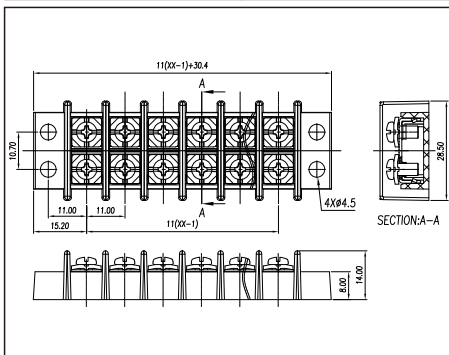 11(XX-1)+30.4
A
10.70
28.50
A
4XØ4.5
11.00
11.00
SECTION:A-A
15.20
11(XX-1)
8.00
14.00